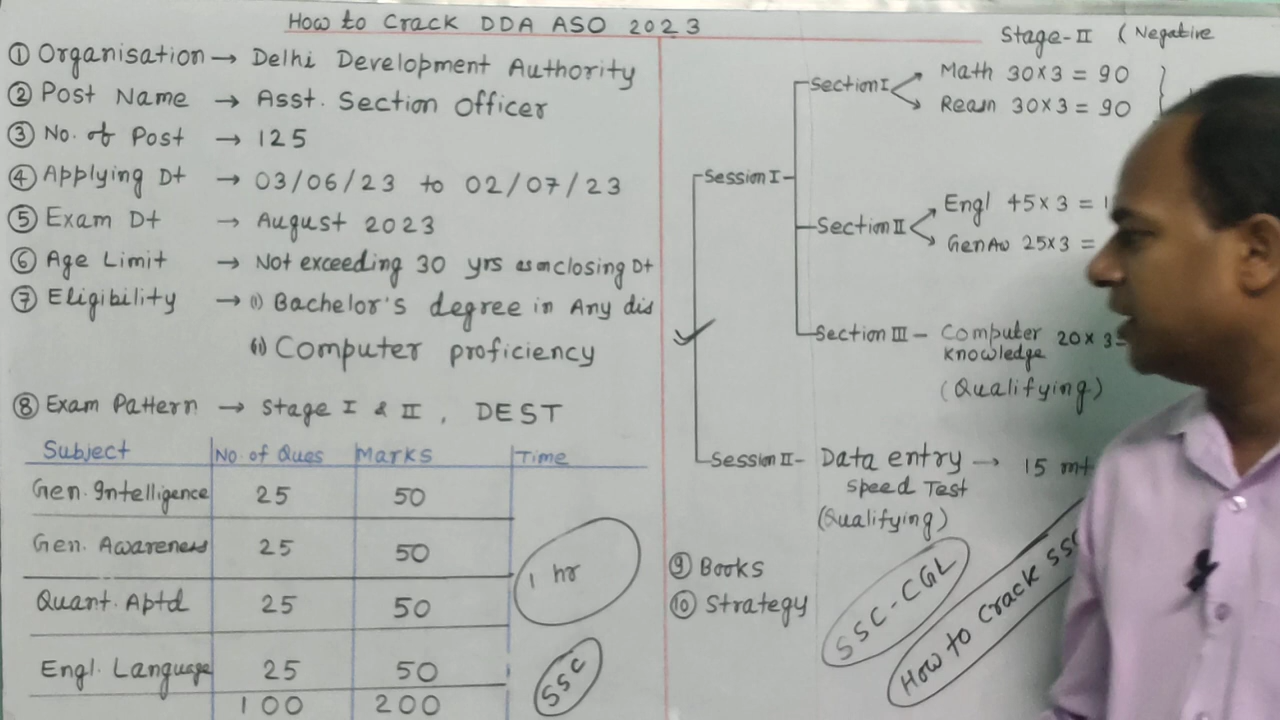 How to Crack DDA ASO 2023
① Organisation → Delhi Development Authority
② Post Name → Asst. Section Officer
③ No. of Post → 125
④ Applying Dt → 03/06/23 to 02/07/23
⑤ Exam Dt → August 2023
⑥ Age Limit → Not exceeding 30 yrs as on closing Dt
⑦ Eligibility → (i) Bachelor's degree in Any dis
(ii) Computer proficiency
⑧ Exam Pattern → Stage I & II, DEST
Subject No. of Ques Marks Time
Gen. Intelligence 25 50
Gen. Awareness 25 50
1 hr
Quant. Aptd 25 50
Engl. Language 25 50
SSC
100 200
Stage-II (Negative
Session I
Section I
Math 30×3 = 90
Reasn 30×3 = 90
Section II
Engl 45×3 = 1
Gen Aw 25×3 =
Section III - Computer knowledge 20×3=
(Qualifying)
Session II - Data entry → 15 mt
Speed Test
(Qualifying)
⑨ Books
⑩ Strategy
SSC-CGL
How to Crack SSC